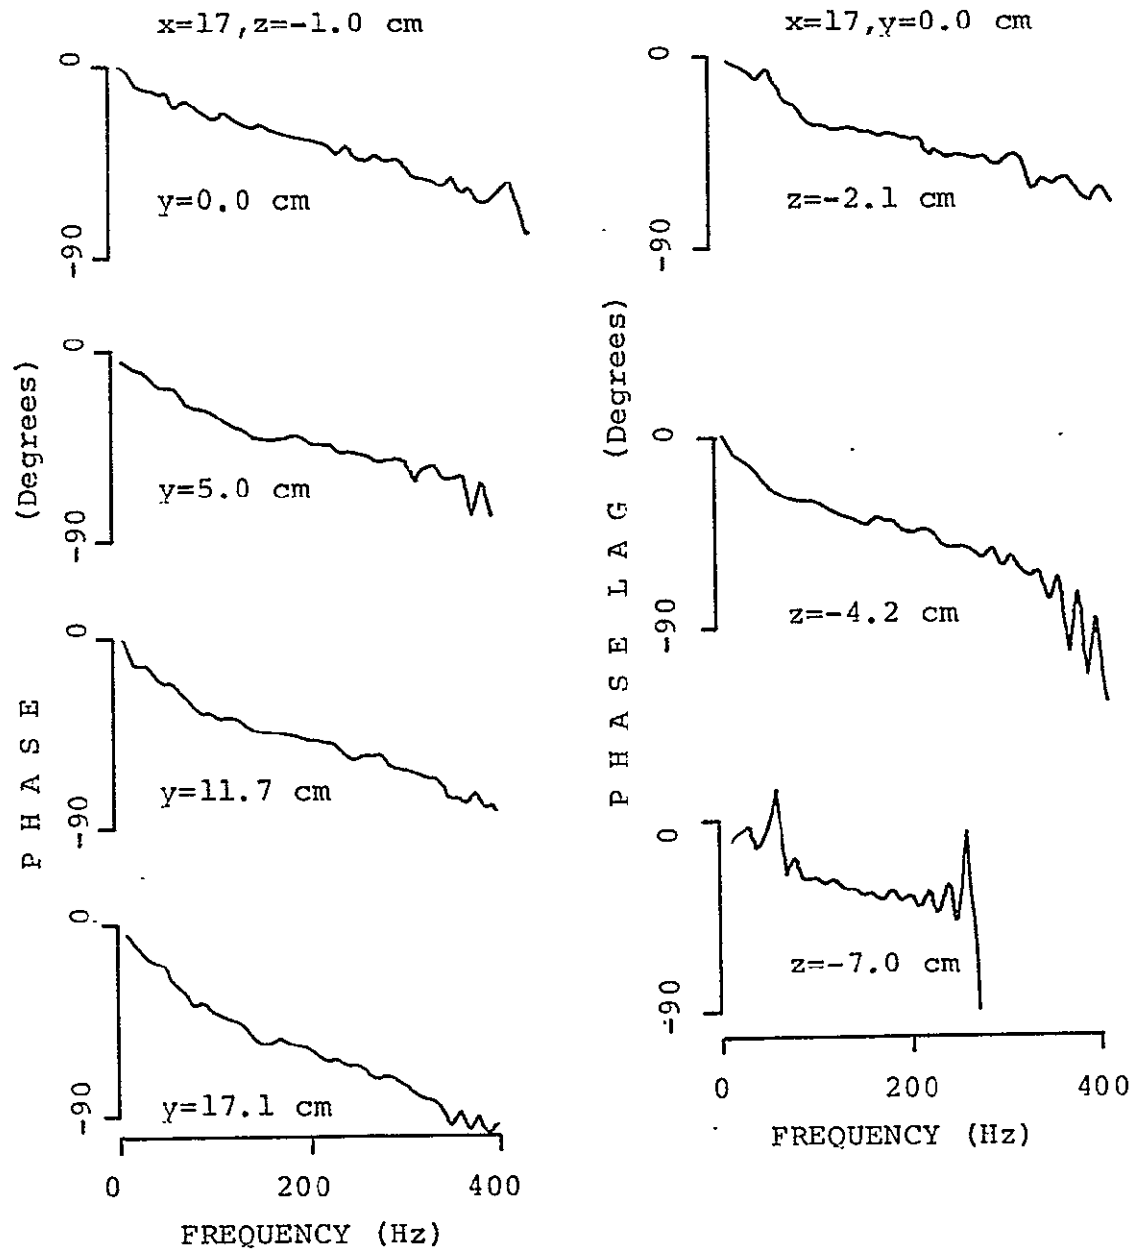 x=17,z=-1.0 cm
0
-90
y=0.0 cm
0
-90
y=5.0 cm
0
-90
y=11.7 cm
0
-90
y=17.1 cm
PHASE (Degrees)
0 200 400
FREQUENCY (Hz)
x=17,y=0.0 cm
0
-90
z=-2.1 cm
0
-90
z=-4.2 cm
0
-90
z=-7.0 cm
PHASE LAG (Degrees)
0 200 400
FREQUENCY (Hz)